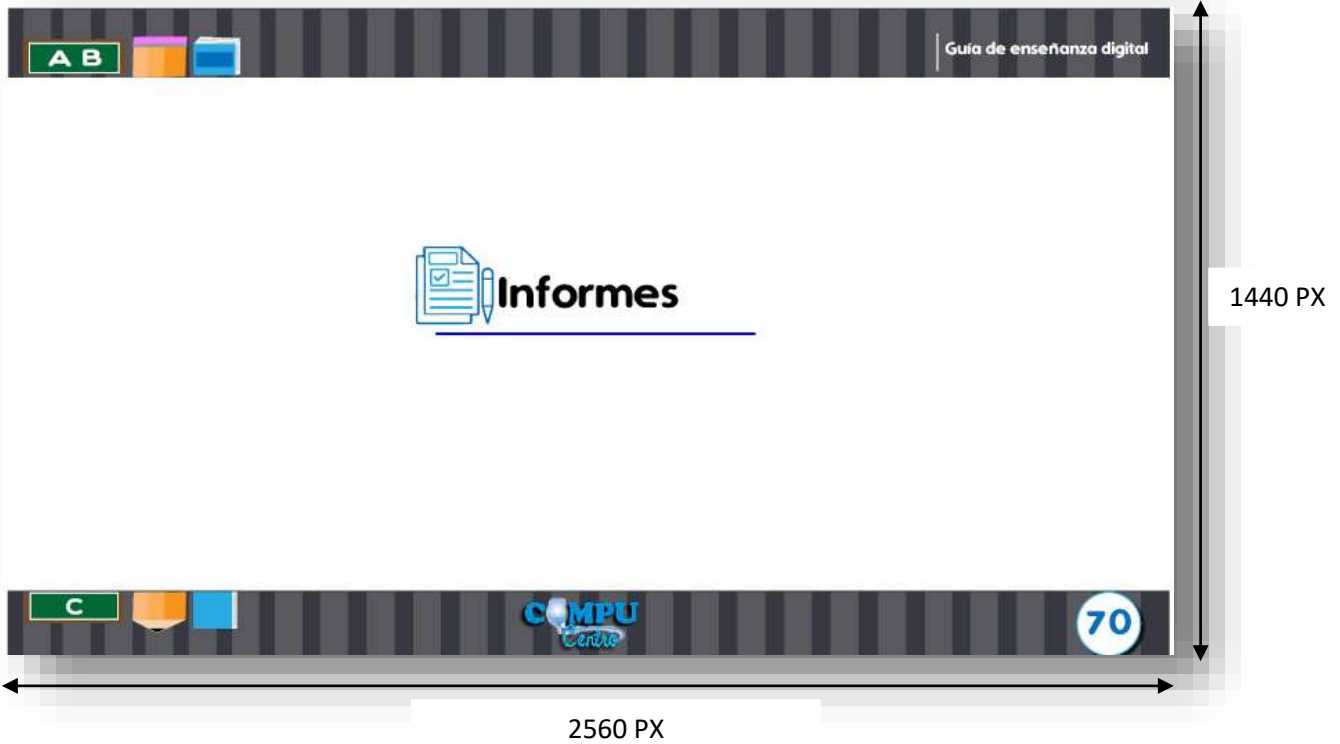 A B
Guía de enseñanza digital
Informes
1440 PX
C
COMPU
Centro
70
2560 PX